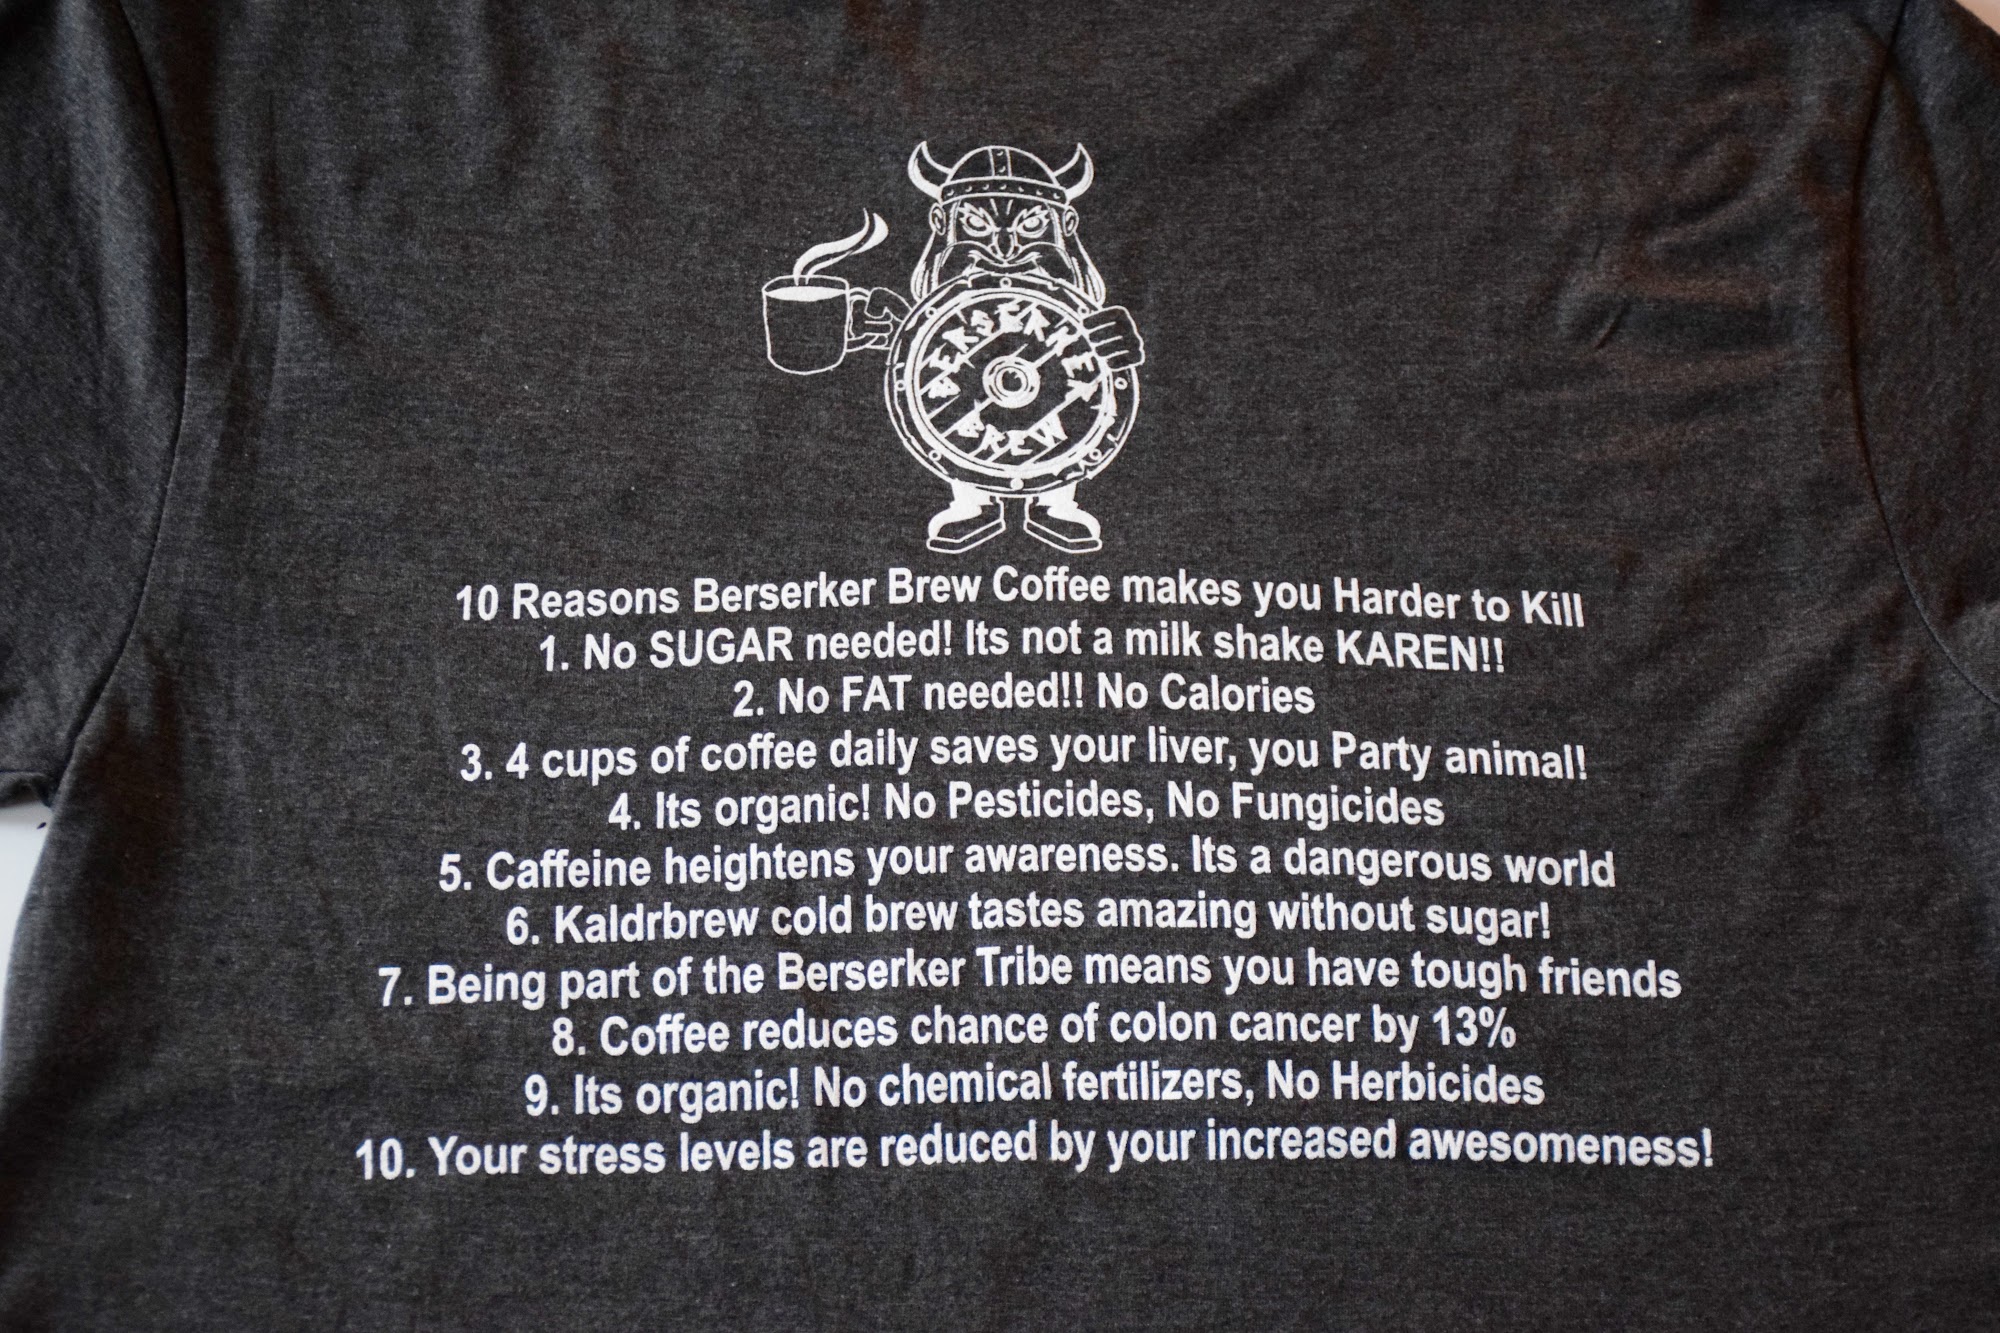 BERSERKER
BREW
10 Reasons Berserker Brew Coffee makes you Harder to Kill
1. No SUGAR needed! Its not a milk shake KAREN!!
2. No FAT needed!! No Calories
3. 4 cups of coffee daily saves your liver, you Party animal!
4. Its organic! No Pesticides, No Fungicides
5. Caffeine heightens your awareness. Its a dangerous world
6. Kaldrbrew cold brew tastes amazing without sugar!
7. Being part of the Berserker Tribe means you have tough friends
8. Coffee reduces chance of colon cancer by 13%
9. Its organic! No chemical fertilizers, No Herbicides
10. Your stress levels are reduced by your increased awesomeness!